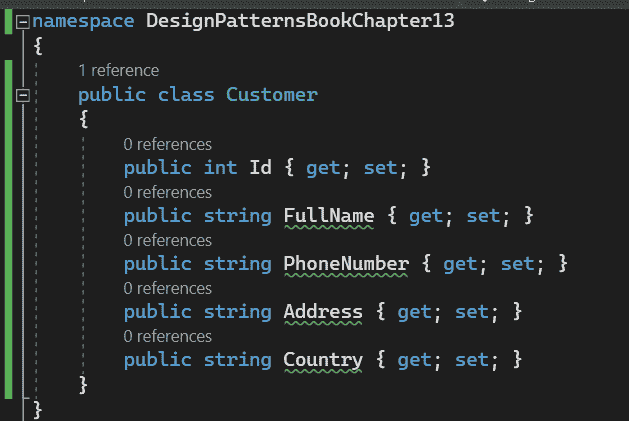 namespace DesignPatternsBookChapter13
{
1 reference
public class Customer
{
0 references
public int Id { get; set; }
0 references
public string FullName { get; set; }
0 references
public string PhoneNumber { get; set; }
0 references
public string Address { get; set; }
0 references
public string Country { get; set; }
}
}